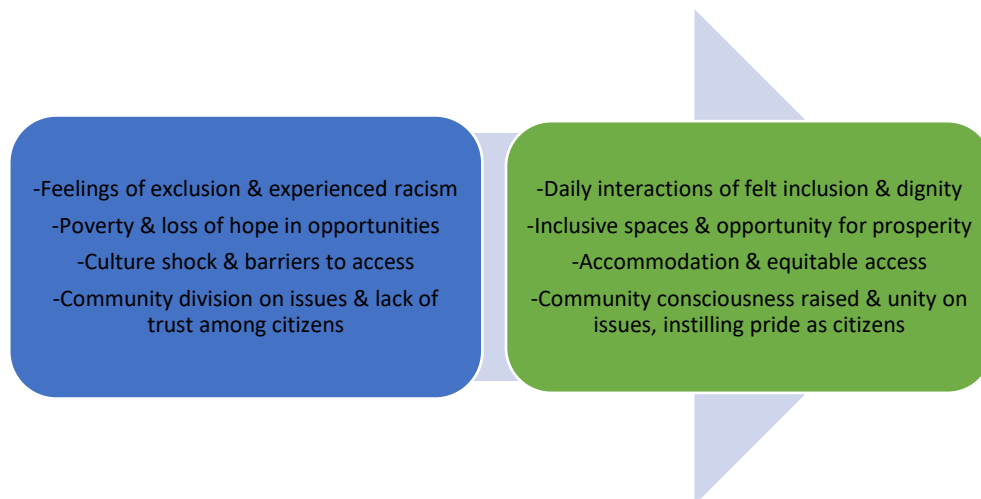 -Feelings of exclusion & experienced racism
-Poverty & loss of hope in opportunities
-Culture shock & barriers to access
-Community division on issues & lack of
trust among citizens
-Daily interactions of felt inclusion & dignity
-Inclusive spaces & opportunity for prosperity
-Accommodation & equitable access
-Community consciousness raised & unity on
issues, instilling pride as citizens